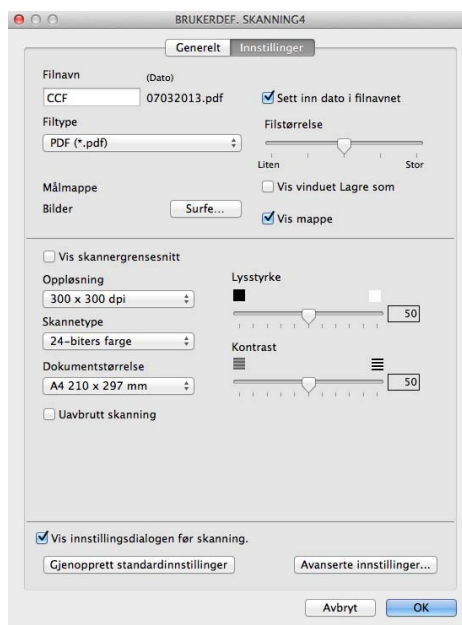 BRUKERDEF. SKANNING4
Generelt Innstillinger
Filnavn (Dato)
CCF 07032013.pdf Sett inn dato i filnavnet
Filtype Filstørrelse
PDF (*.pdf)
Liten Stor
Målmappe Vis vinduet Lagre som
Bilder Surfe... Vis mappe
Vis skannergrensesnitt
Oppløsning Lysstyrke
300 x 300 dpi 50
Skannetype
24-biters farge Kontrast
Dokumentstørrelse
A4 210 x 297 mm 50
Uavbrutt skanning
Vis innstillingsdialogen før skanning.
Gjenopprett standardinnstillinger Avanserte innstillinger...
Avbryt OK